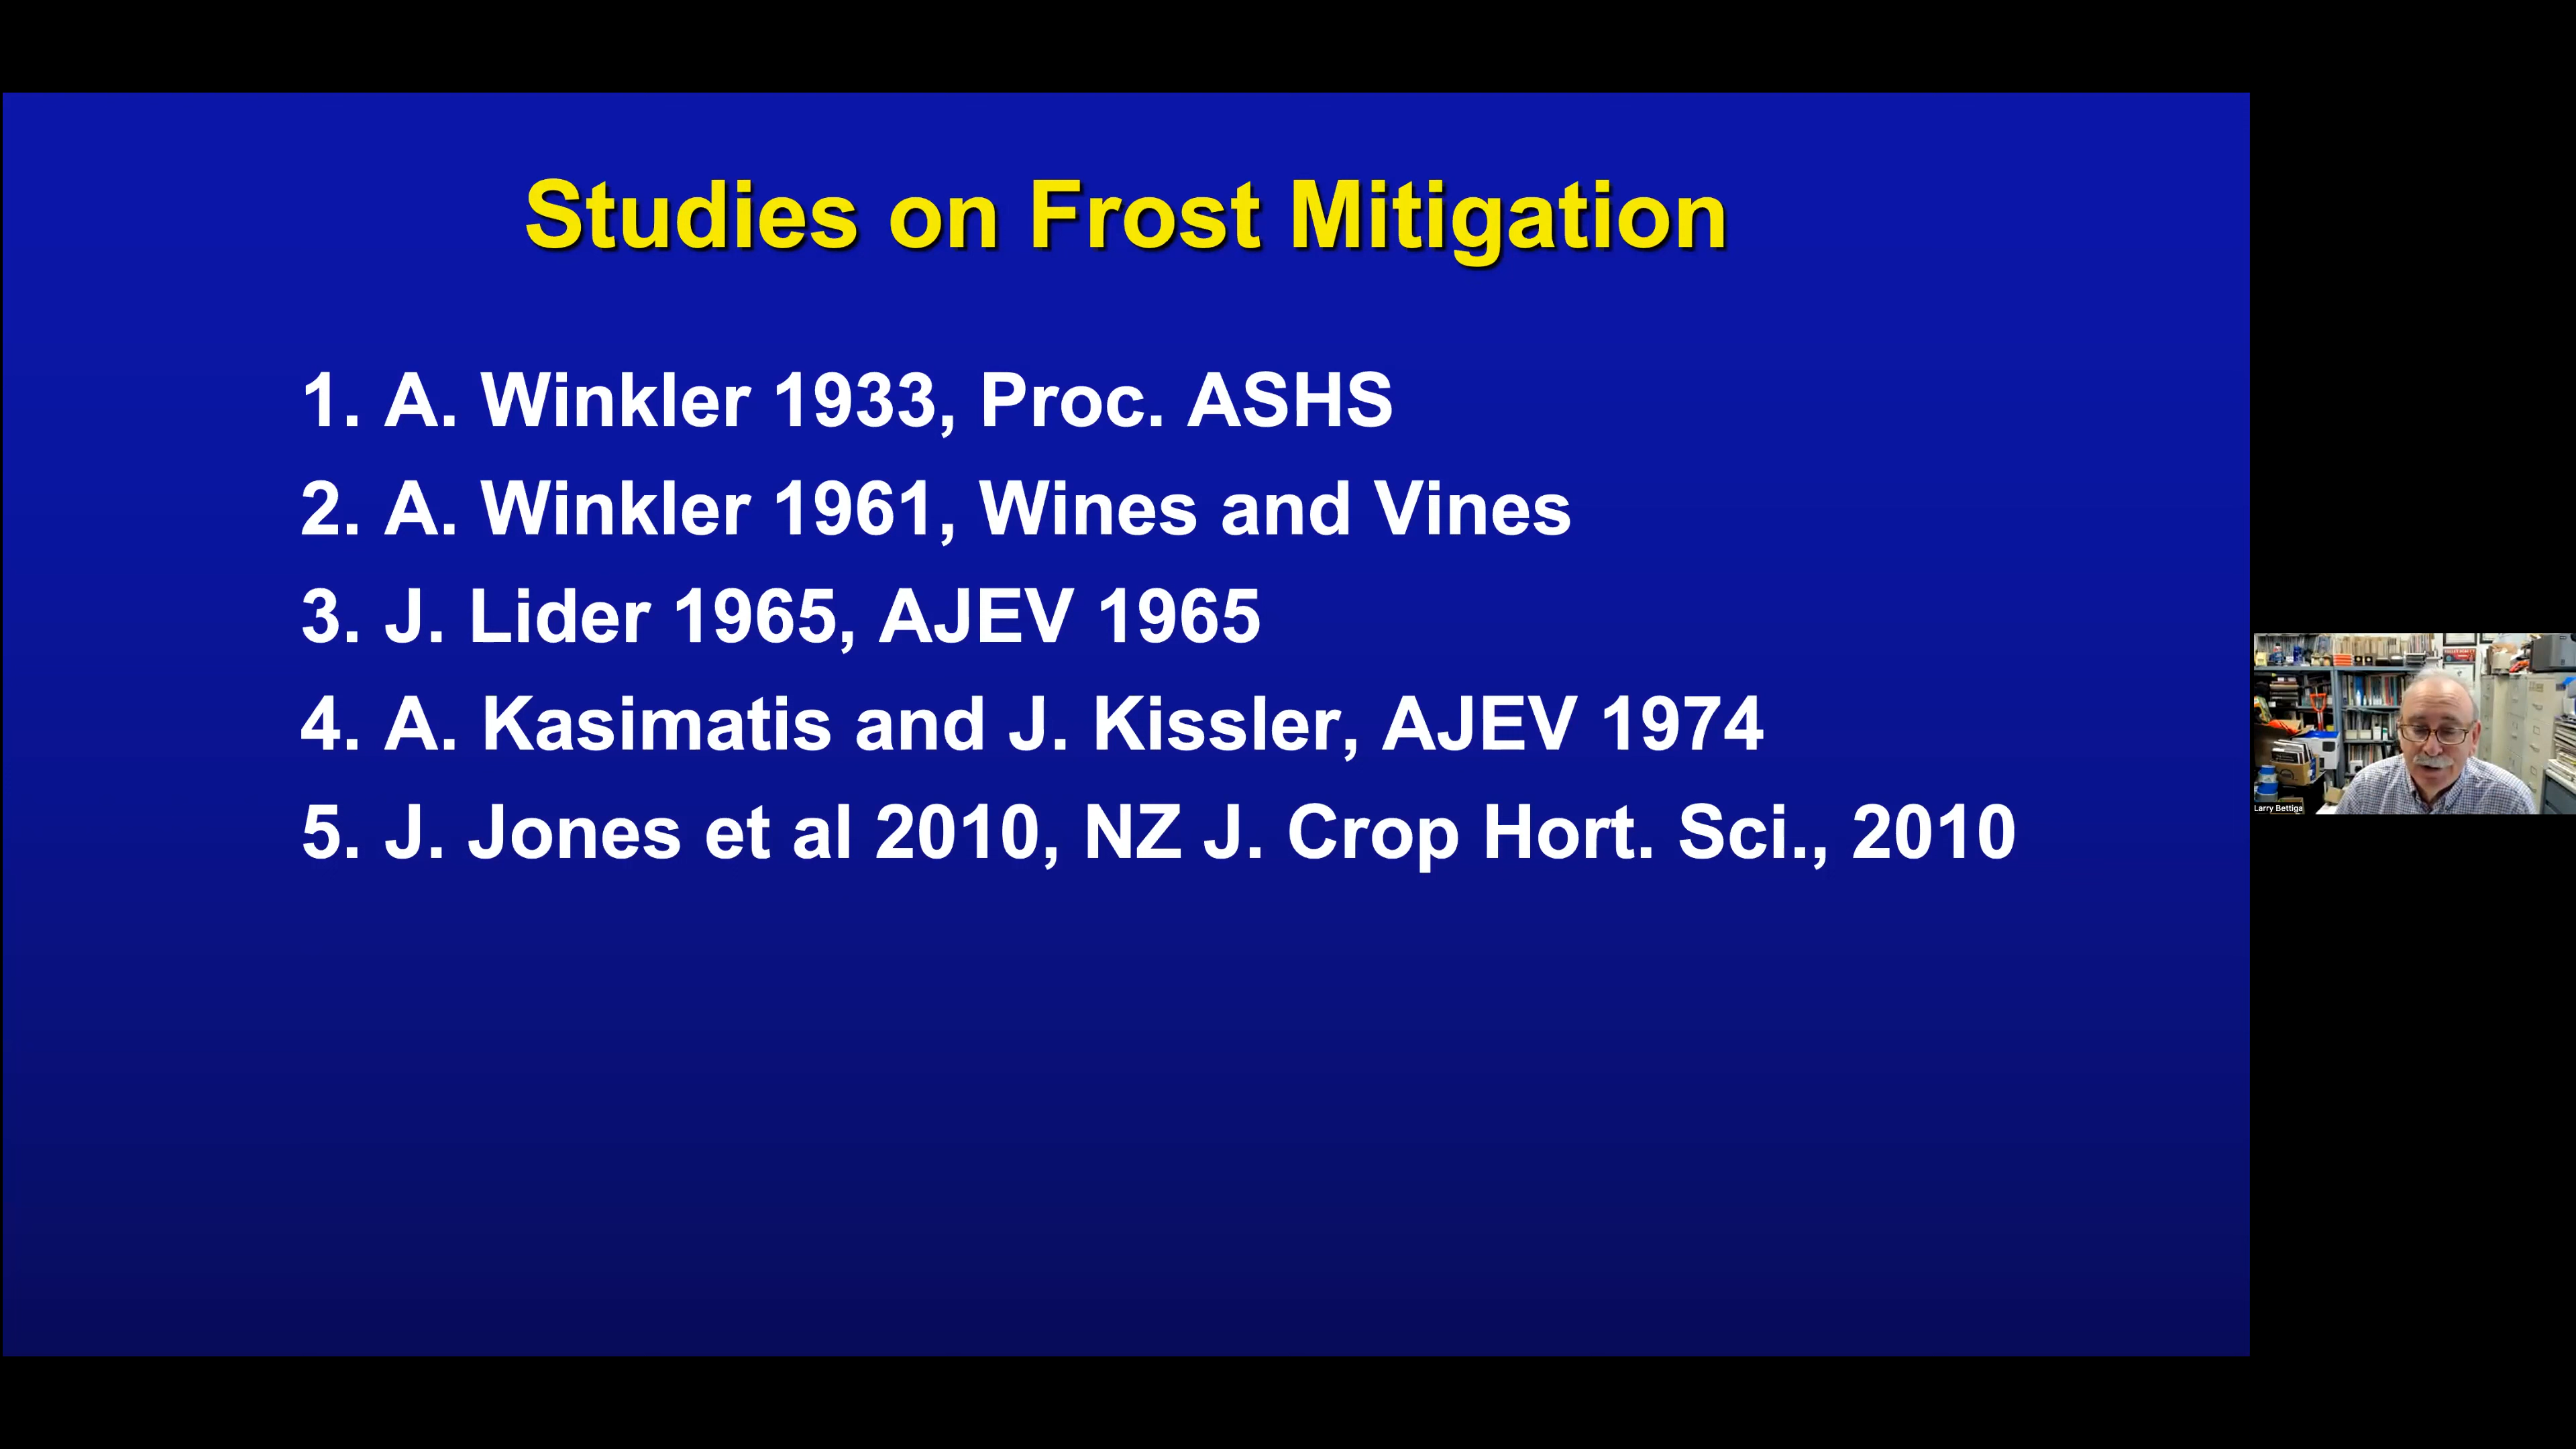 Studies on Frost Mitigation
1. A. Winkler 1933, Proc. ASHS
2. A. Winkler 1961, Wines and Vines
3. J. Lider 1965, AJEV 1965
4. A. Kasimatis and J. Kissler, AJEV 1974
5. J. Jones et al 2010, NZ J. Crop Hort. Sci., 2010
Larry Bettiga